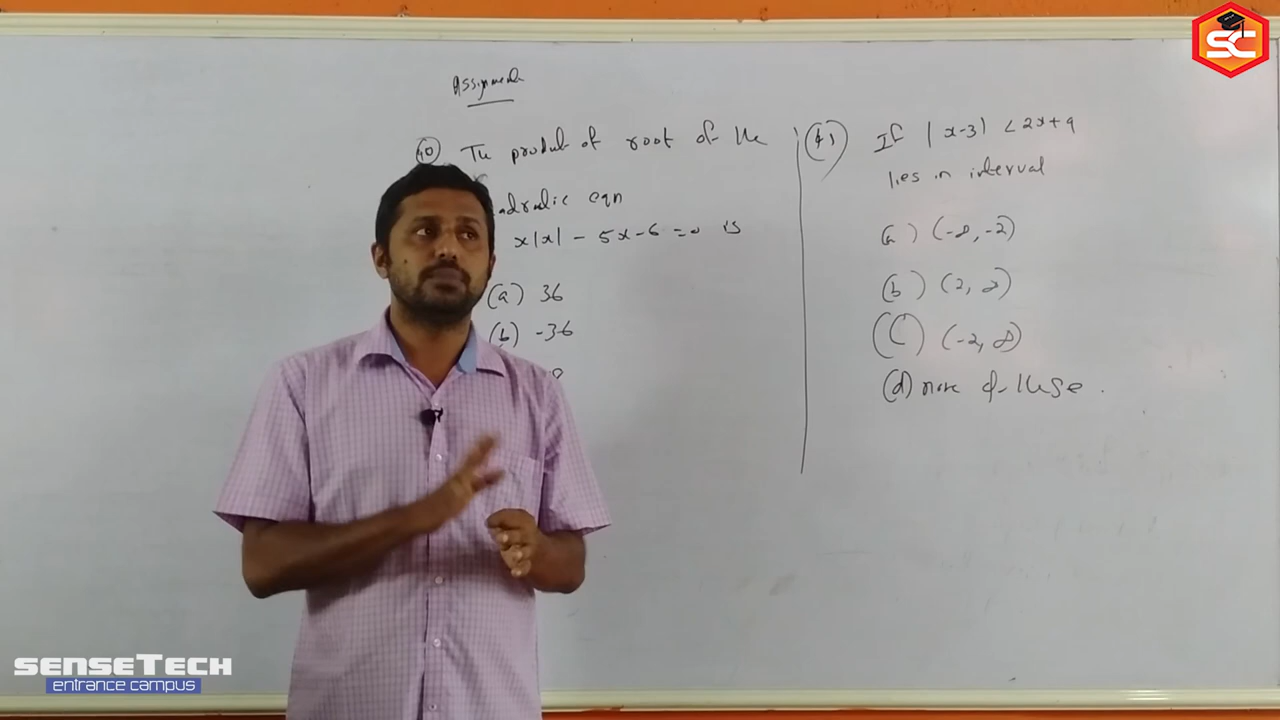 Assignment
(40) The product of root of the
adradic eqn
x|x| - 5x-6=0 is
(a) 36
(b) -36
(41) If |x-3| < 2x+9
lies in interval
(a) (-∞, -2)
(b) (2, ∞)
(C) (-2, ∞)
(d) none of these.
SC
SENSETECH
entrance campus